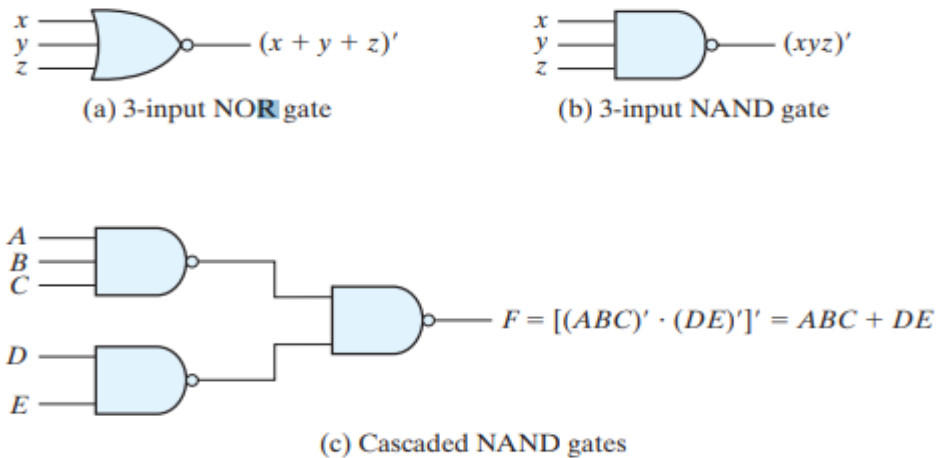 x
y
z
(x + y + z)′
(a) 3-input NOR gate
x
y
z
(xyz)′
(b) 3-input NAND gate
A
B
C
D
E
F = [(ABC)′ · (DE)′]′ = ABC + DE
(c) Cascaded NAND gates